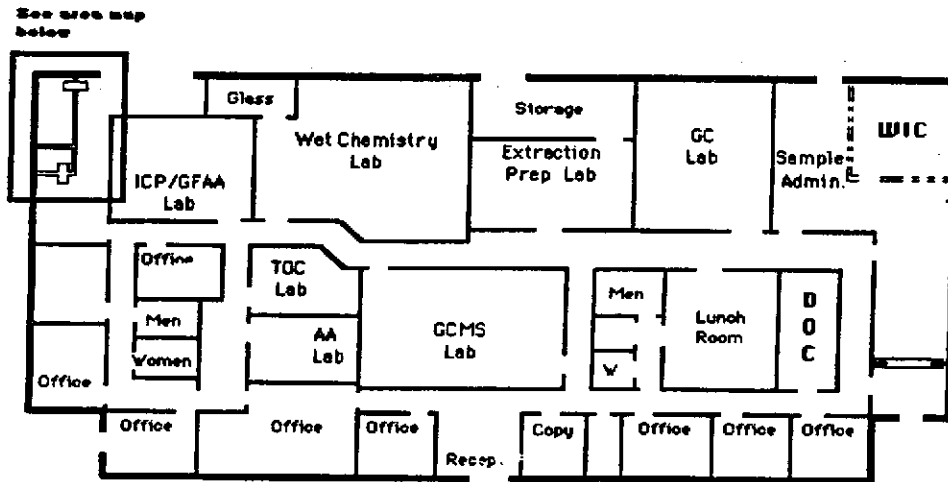 See area map
below
Glass
Storage
Wet Chemistry
Lab
GC
Lab
WIC
Extraction
Prep Lab
Sample
Admin.
ICP/GFAA
Lab
Office
TOC
Lab
Men
Men
Lunch
Room
D
O
C
Women
AA
Lab
GCMS
Lab
W
Office
Office
Office
Office
Copy
Office
Office
Office
Recep.